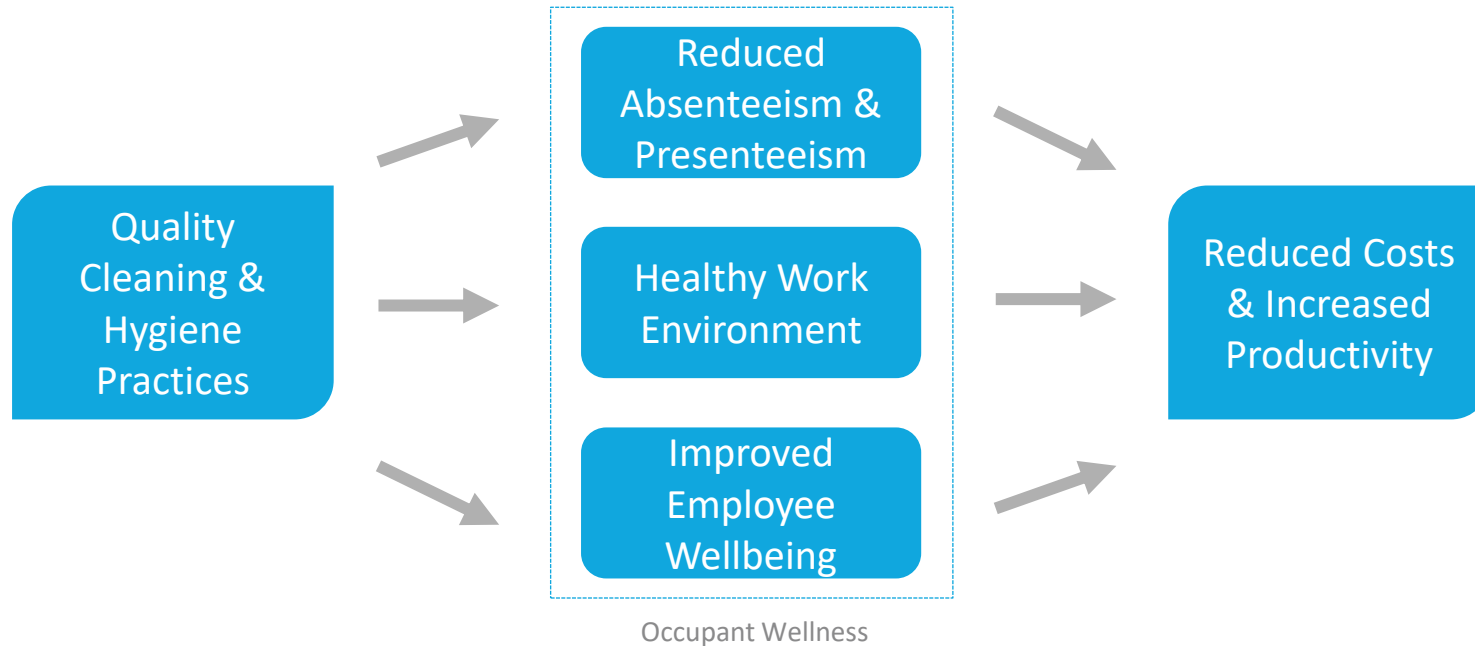 Quality
Cleaning &
Hygiene
Practices
Reduced
Absenteeism &
Presenteeism
Healthy Work
Environment
Improved
Employee
Wellbeing
Occupant Wellness
Reduced Costs
& Increased
Productivity